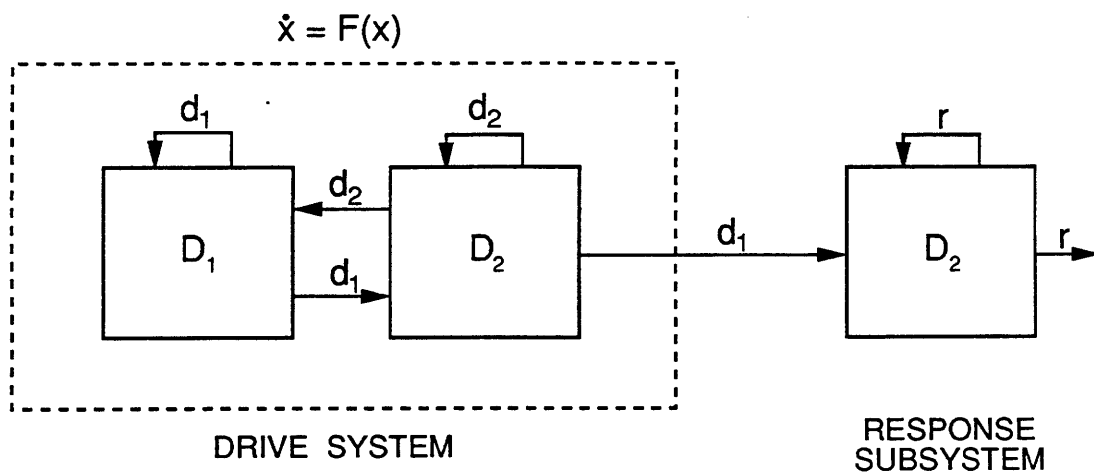 ẋ = F(x)
d₁
d₂
r
d₂
D₁
D₂
d₁
D₂
r
d₁
DRIVE SYSTEM
RESPONSE
SUBSYSTEM